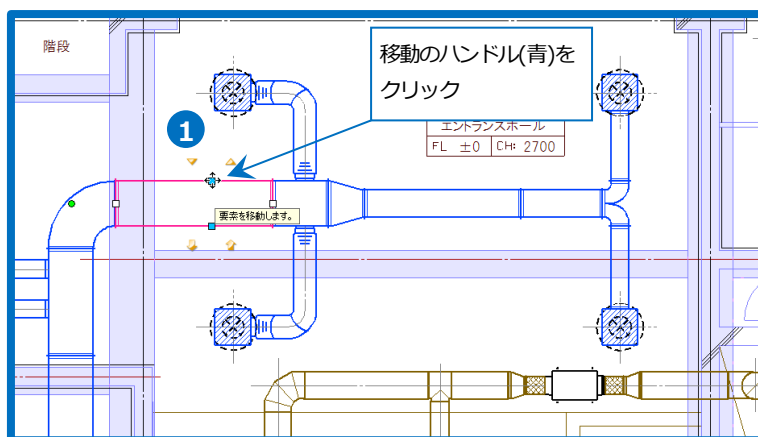 階段
移動のハンドル(青)を
クリック
1
エントランスホール
FL ±0 CH: 2700
要素を移動します。